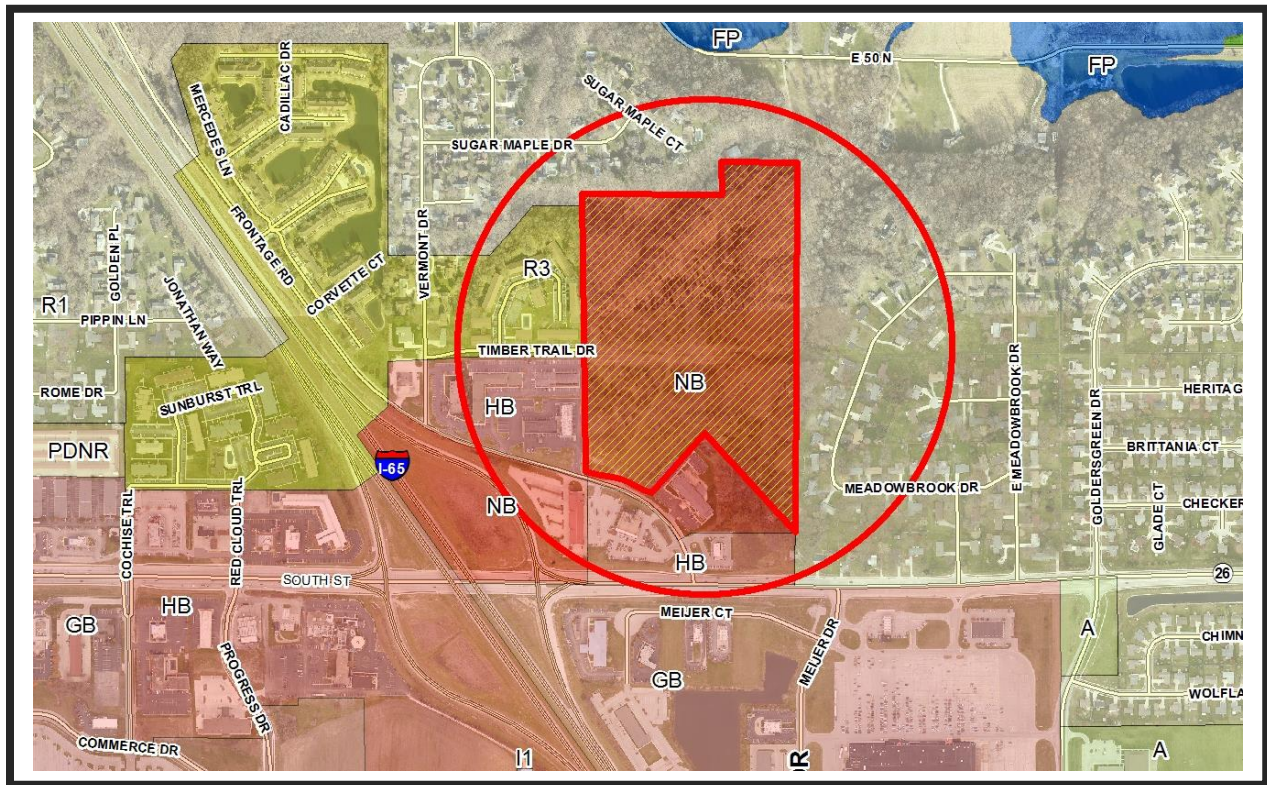 FP
E 50 N
FP
CADILLAC DR
MERCEDES LN
SUGAR MAPLE CT
SUGAR MAPLE DR
GOLDEN PL
FRONTAGE RD
VERMONT DR
R3
CORVETTE CT
JONATHAN WAY
R1
PIPPIN LN
TIMBER TRAIL DR
E MEADOWBROOK DR
GOLDERSGREEN DR
NB
ROME DR
SUNBURST TRL
HB
HERITAG
PDNR
I-65
BRITTANIA CT
MEADOWBROOK DR
GLADE CT
CHECKER
NB
COCHISE TRL
RED CLOUD TRL
HB
SOUTH ST
26
HB
MEIJER CT
GB
A
CHIMN
PROGRESS DR
MEIJER DR
GB
WOLFLA
COMMERCE DR
I1
DR
A